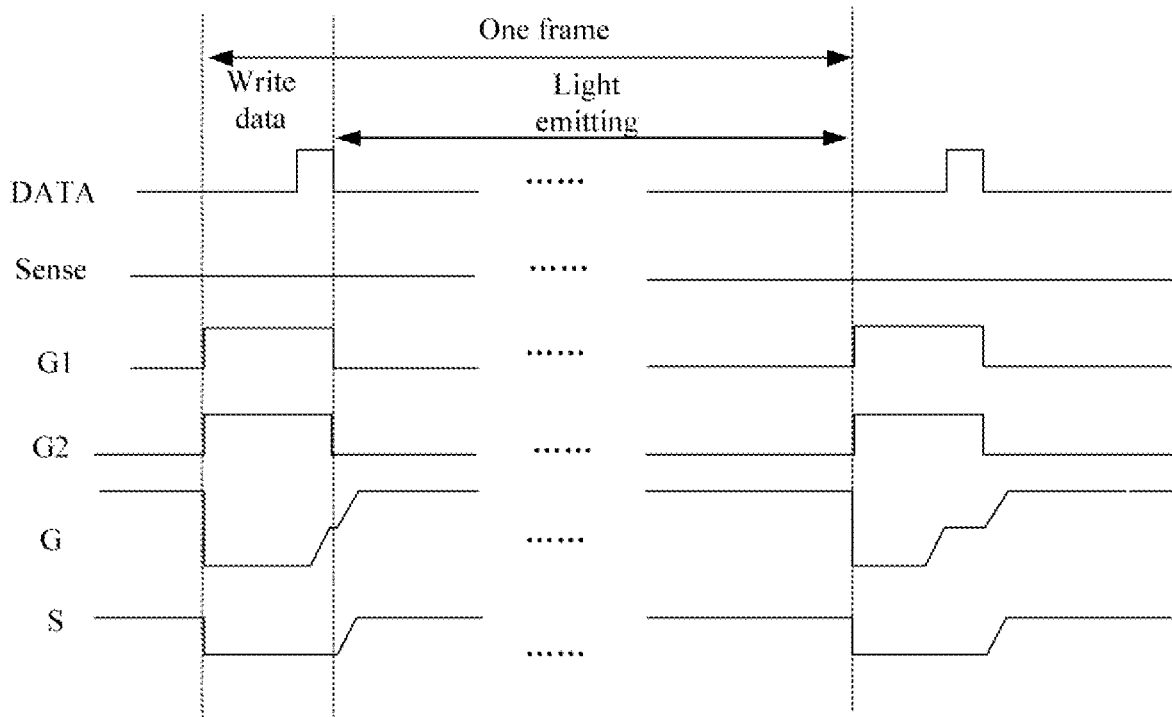 One frame
Write
data
Light
emitting
DATA
......
Sense
......
G1
......
G2
......
G
......
S
......